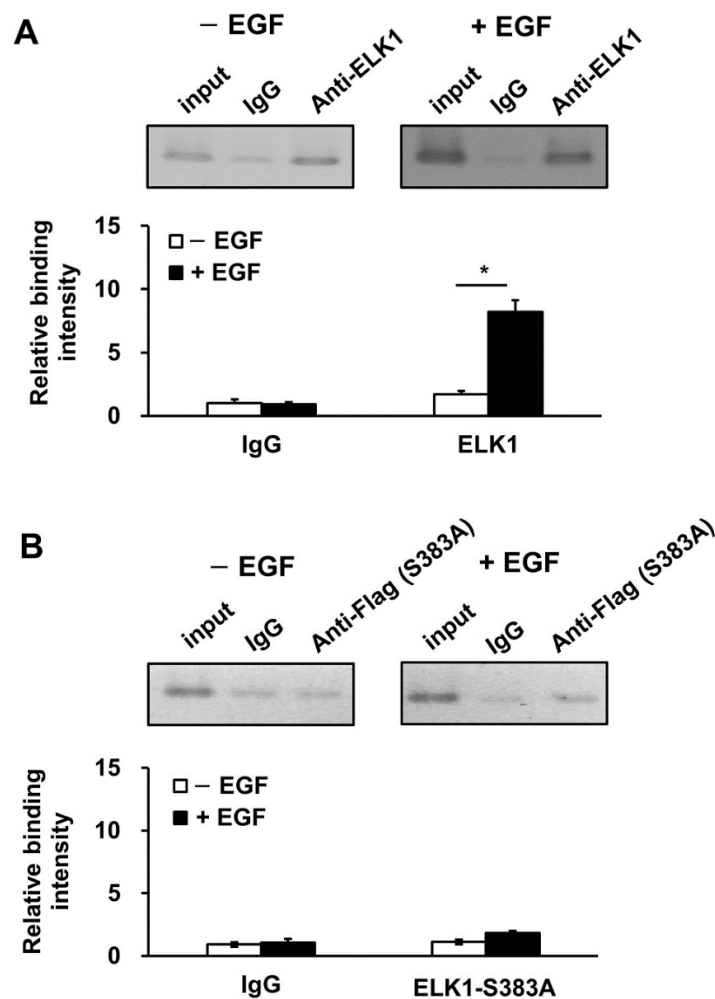 A
– EGF
+ EGF
input IgG Anti-ELK1
input IgG Anti-ELK1
Relative binding
intensity
15
10
5
0
– EGF
+ EGF
*
IgG
ELK1
B
– EGF
+ EGF
input IgG Anti-Flag (S383A)
input IgG Anti-Flag (S383A)
Relative binding
intensity
15
10
5
0
– EGF
+ EGF
IgG
ELK1-S383A